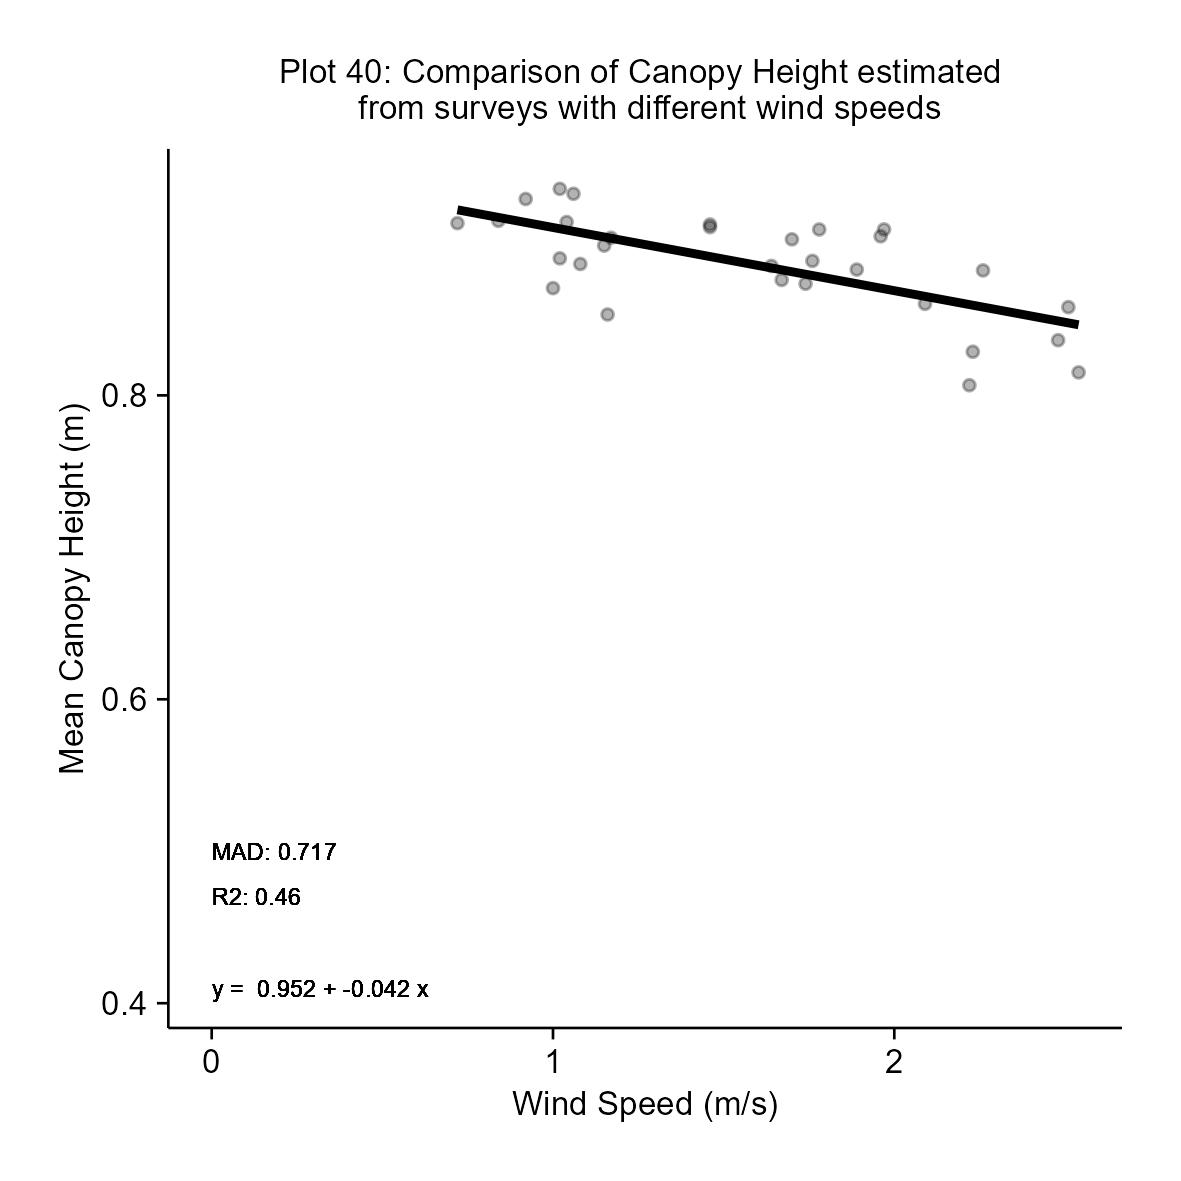 Plot 40: Comparison of Canopy Height estimated
from surveys with different wind speeds
Mean Canopy Height (m)
0.8
0.6
0.4
MAD: 0.717
R2: 0.46
y =  0.952 + -0.042 x
0
1
2
Wind Speed (m/s)